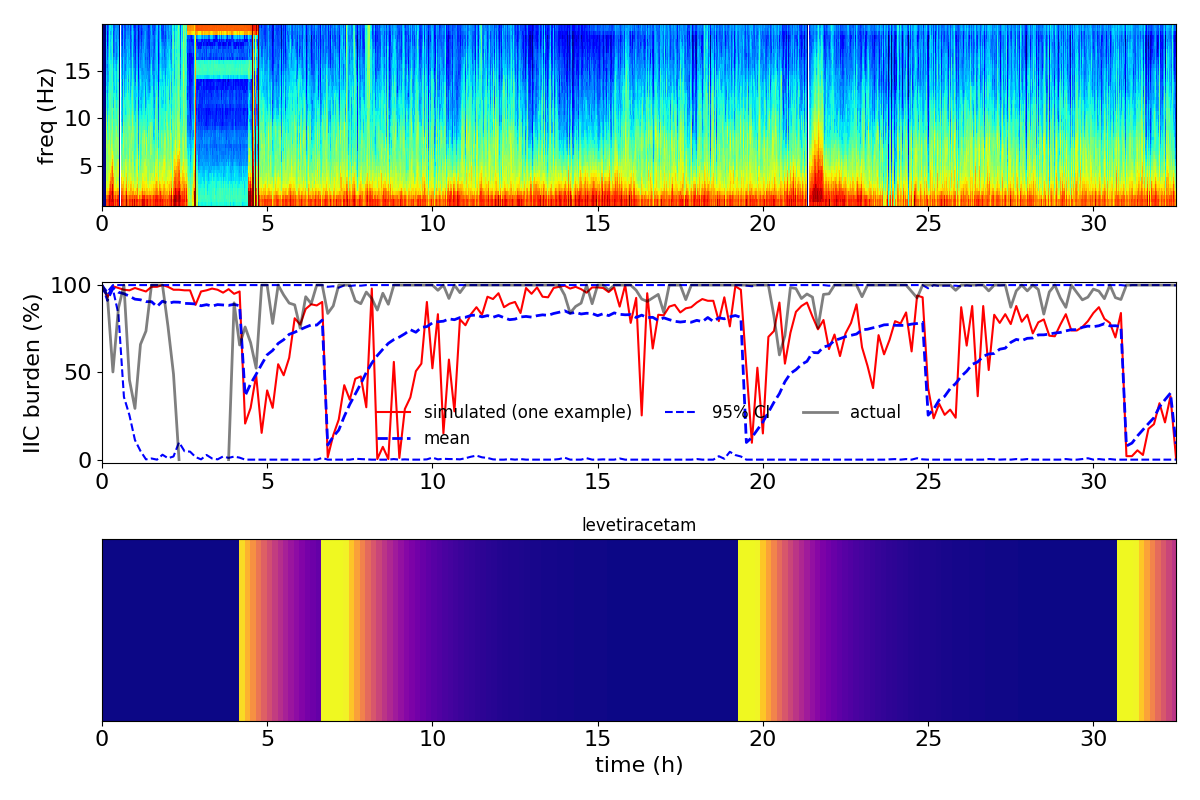 freq (Hz)
15
10
5
0 5 10 15 20 25 30
IIC burden (%)
100
50
0
simulated (one example) 95% CI actual
mean
0 5 10 15 20 25 30
levetiracetam
0 5 10 15 20 25 30
time (h)